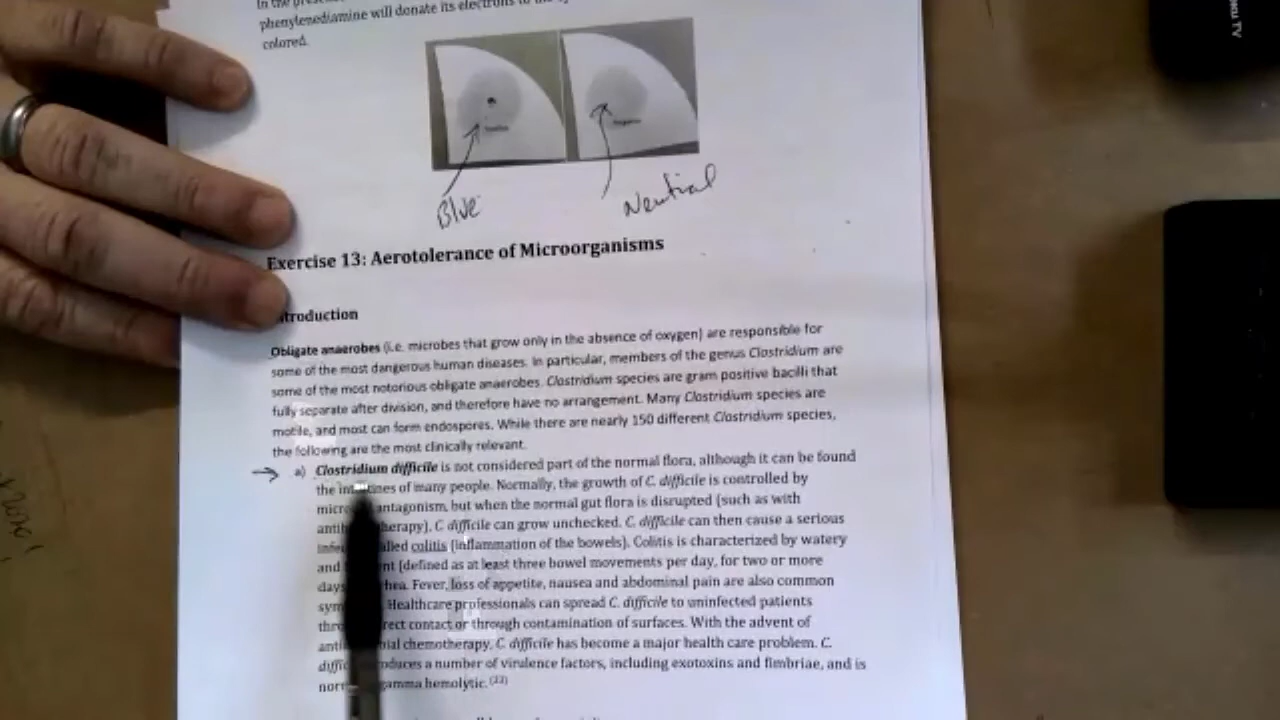 phenylenediamine will donate its electrons to the
colored.
Positive
Negative
Blue
Neutral
Exercise 13: Aerotolerance of Microorganisms
ntroduction
Obligate anaerobes (i.e. microbes that grow only in the absence of oxygen) are responsible for
some of the most dangerous human diseases. In particular, members of the genus Clostridium are
some of the most notorious obligate anaerobes. Clostridium species are gram positive bacilli that
fully separate after division, and therefore have no arrangement. Many Clostridium species are
motile, and most can form endospores. While there are nearly 150 different Clostridium species,
the following are the most clinically relevant.
→ a) Clostridium difficile is not considered part of the normal flora, although it can be found
the intestines of many people. Normally, the growth of C. difficile is controlled by
antagonism, but when the normal gut flora is disrupted (such as with
therapy), C difficile can grow unchecked. C. difficile can then cause a serious
called colitis (inflammation of the bowels). Colitis is characterized by watery
and (defined as at least three bowel movements per day, for two or more
days Fever, loss of appetite, nausea and abdominal pain are also common
Healthcare professionals can spread C. difficile to uninfected patients
contact or through contamination of surfaces. With the advent of
chemotherapy, C. difficile has become a major health care problem. C.
a number of virulence factors, including exotoxins and fimbriae, and is
gamma hemolytic. (23)
TV